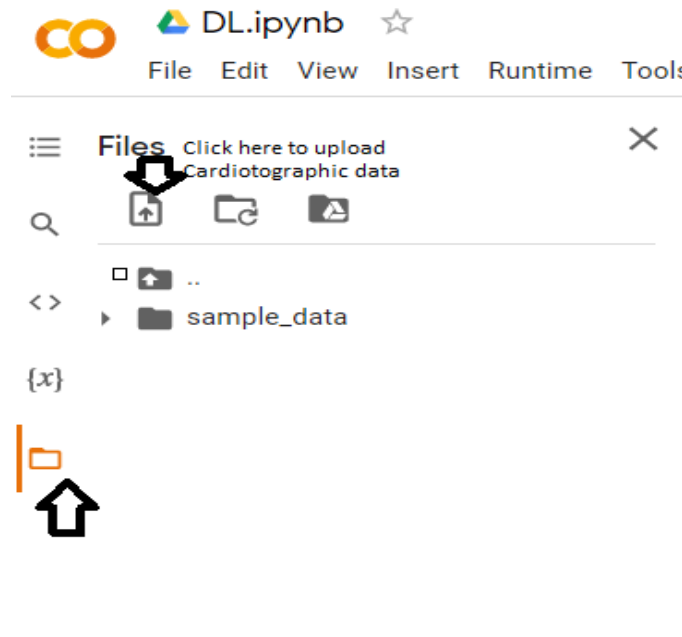 CO
DL.ipynb
File Edit View Insert Runtime Tools
Files Click here to upload
Cardiotographic data
..
< >
sample_data
{x}